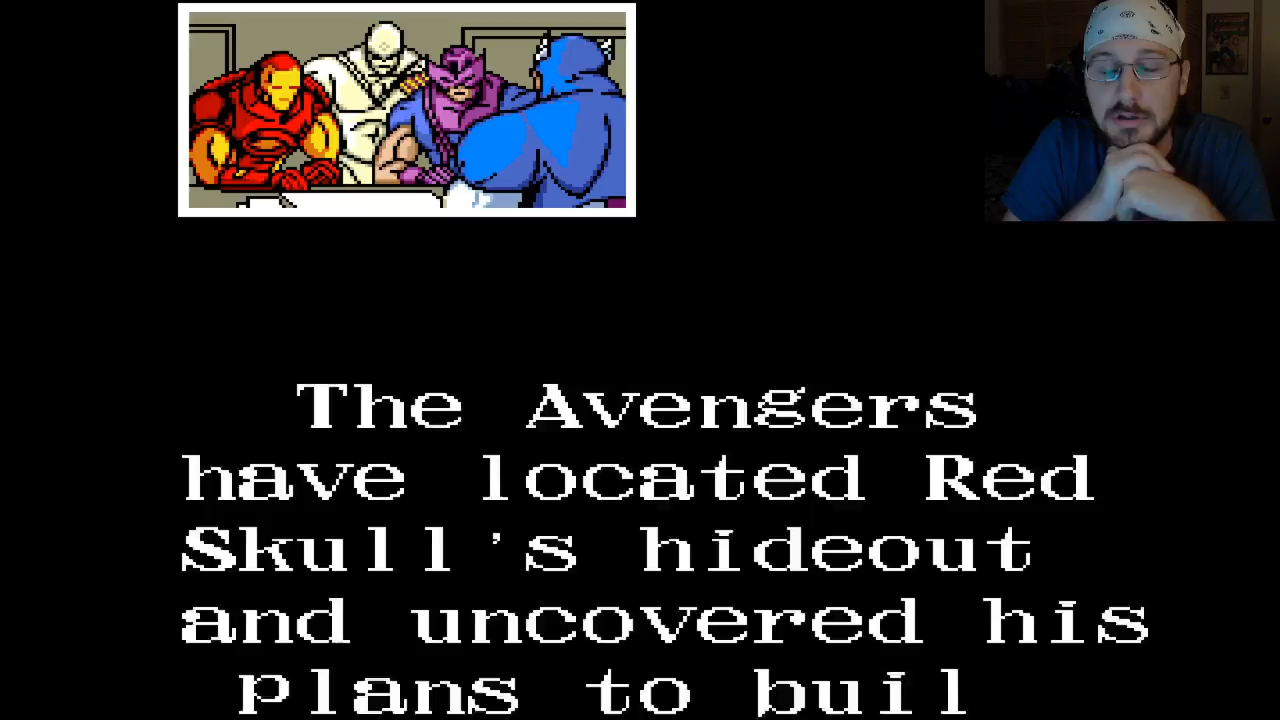 The Avengers
have located Red
Skull's hideout
and uncovered his
plans to buil